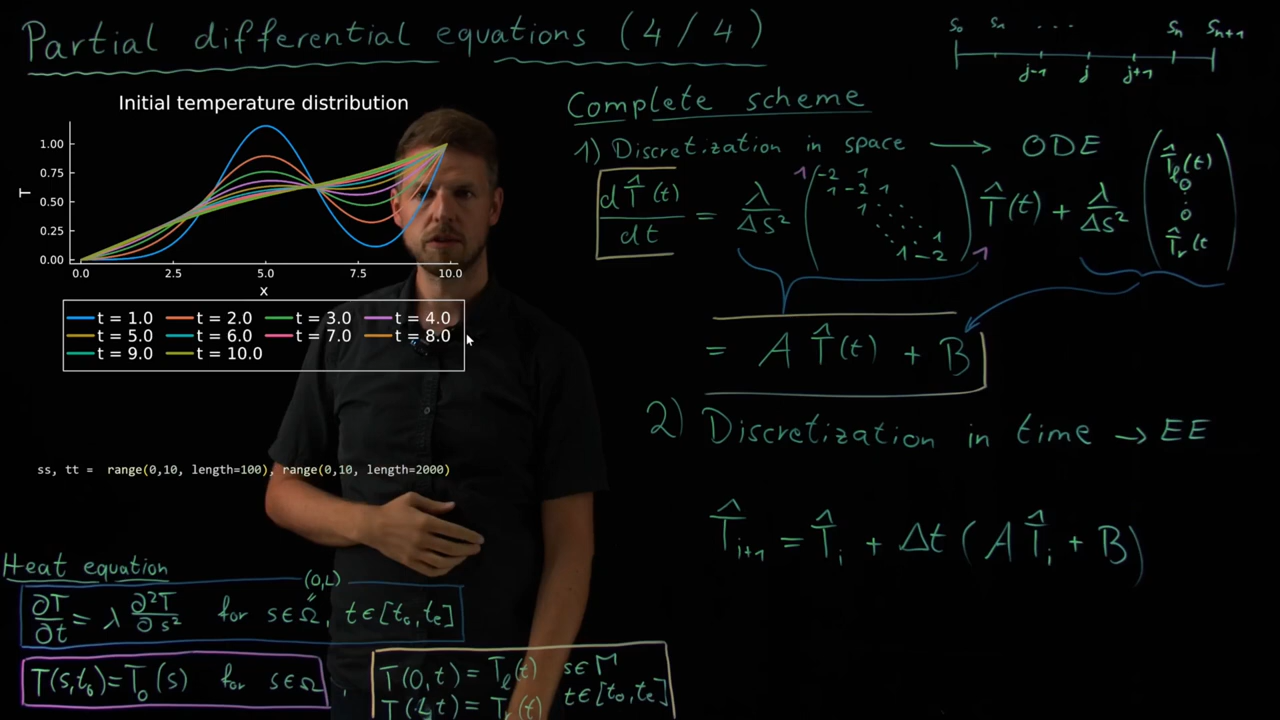 Partial differential equations (4/4)
s₀ s₁ ... sₙ sₙ₊₁
j-1 j j+1
Initial temperature distribution
1.00
0.75
0.50
0.25
0.00
T
0.0 2.5 5.0 7.5 10.0
x
t = 1.0 t = 2.0 t = 3.0 t = 4.0
t = 5.0 t = 6.0 t = 7.0 t = 8.0
t = 9.0 t = 10.0
ss, tt = range(0,10, length=100), range(0,10, length=2000)
Complete scheme
1) Discretization in space ⟶ ODE
dT̂(t)/dt = λ/Δs² 1(-2 1 1 -2 1 1 ⋱ 1 1 -2)1 T̂(t) + λ/Δs² (T̂ₗ(t) 0 ⋮ 0 T̂ᵣ(t)
= A T̂(t) + B
2) Discretization in time → EE
T̂ᵢ₊₁ = T̂ᵢ + Δt (A T̂ᵢ + B)
Heat equation
(0,L)
∂T/∂t = λ ∂²T/∂s² for s∈Ω, t∈[t₀,tₑ]
T(s,t₀)=T₀(s) for s∈Ω,
T(0,t) = Tₗ(t) s∈Γ
T(L,t) = Tᵣ(t) t∈[t₀,tₑ]